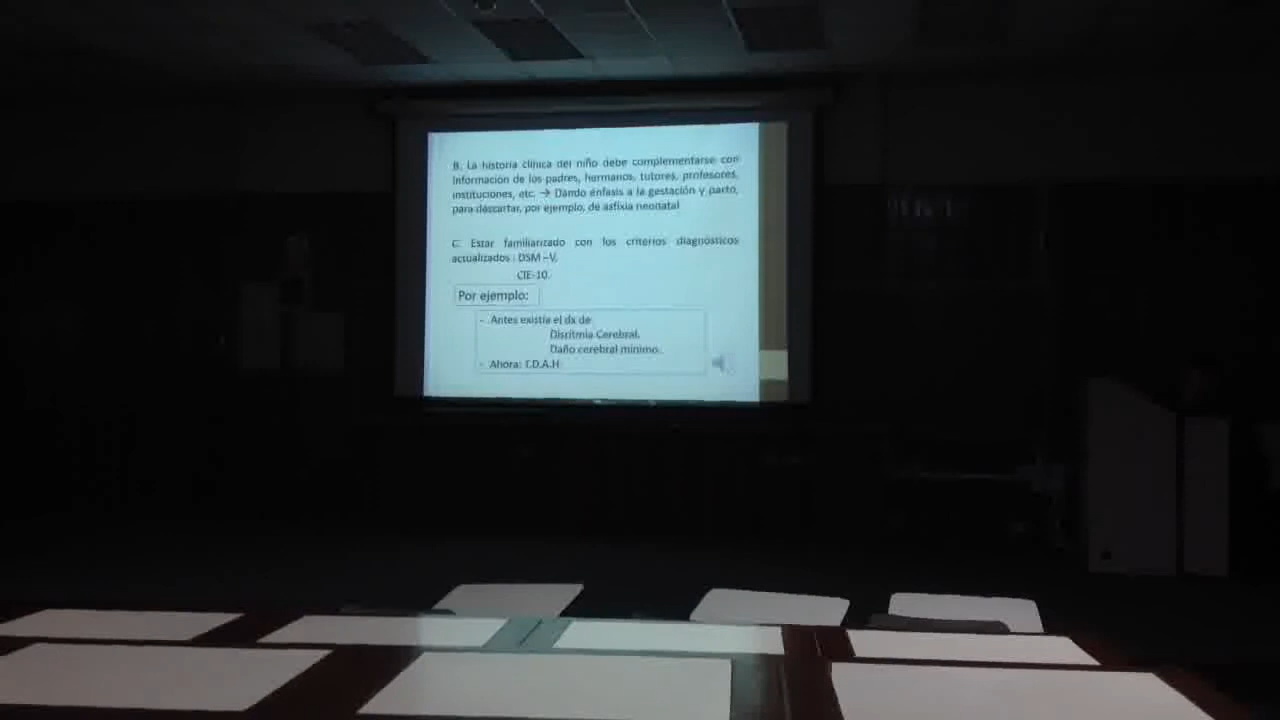 B. La historia clínica del niño debe complementarse con
información de los padres, hermanos, tutores, profesores,
instituciones, etc. → Dando énfasis a la gestación y parto,
para descartar, por ejemplo, de asfixia neonatal
C. Estar familiarizado con los criterios diagnósticos
actualizados : DSM –V,
CIE-10.
Por ejemplo:
- Antes existía el dx de
Disritmia Cerebral.
Daño cerebral mínimo.
- Ahora: T.D.A.H